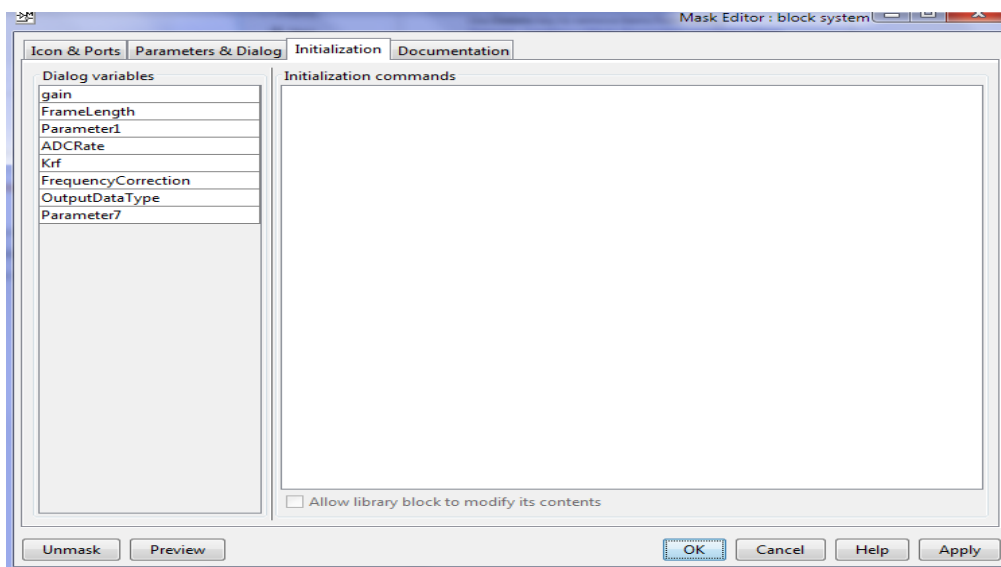 Mask Editor : block system
Icon & Ports Parameters & Dialog Initialization Documentation
Dialog variables
gain
FrameLength
Parameter1
ADCRate
Krf
FrequencyCorrection
OutputDataType
Parameter7
Initialization commands
Allow library block to modify its contents
Unmask Preview OK Cancel Help Apply